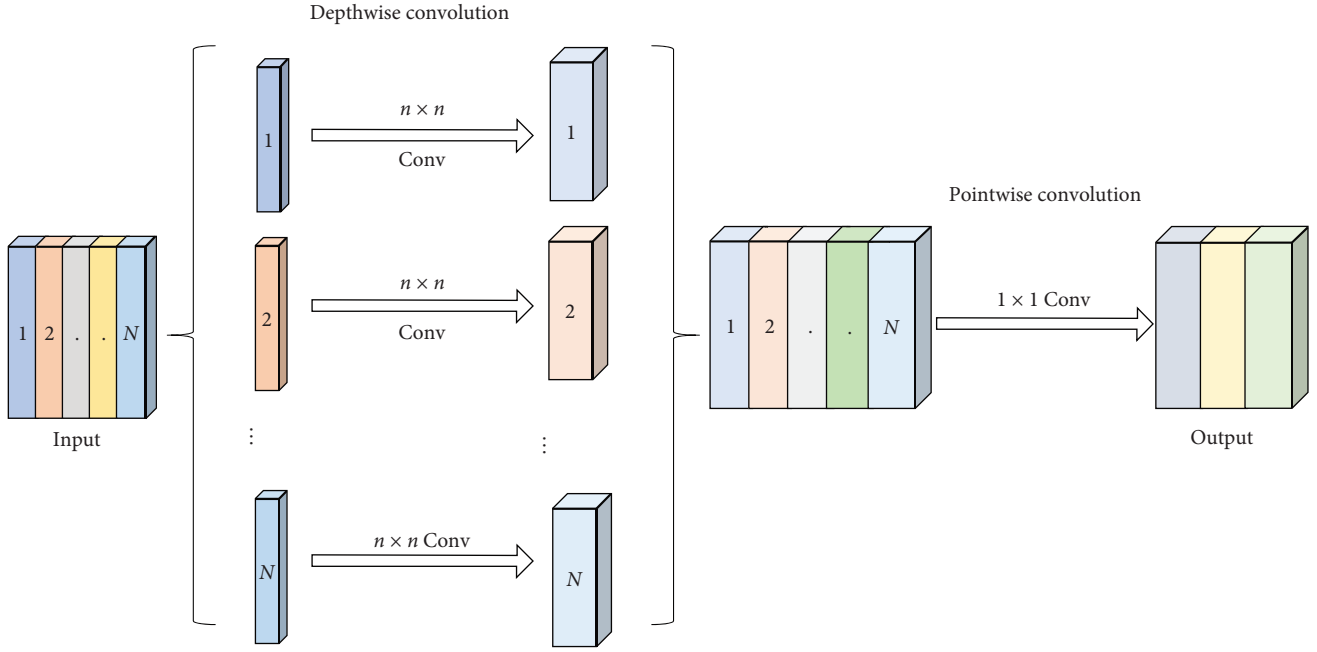 Depthwise convolution
1
n × n
Conv
1
2
n × n
Conv
2
1 2 . . N
Input
⋮
⋮
N
n × n Conv
N
Pointwise convolution
1 2 . . N
1 × 1 Conv
Output